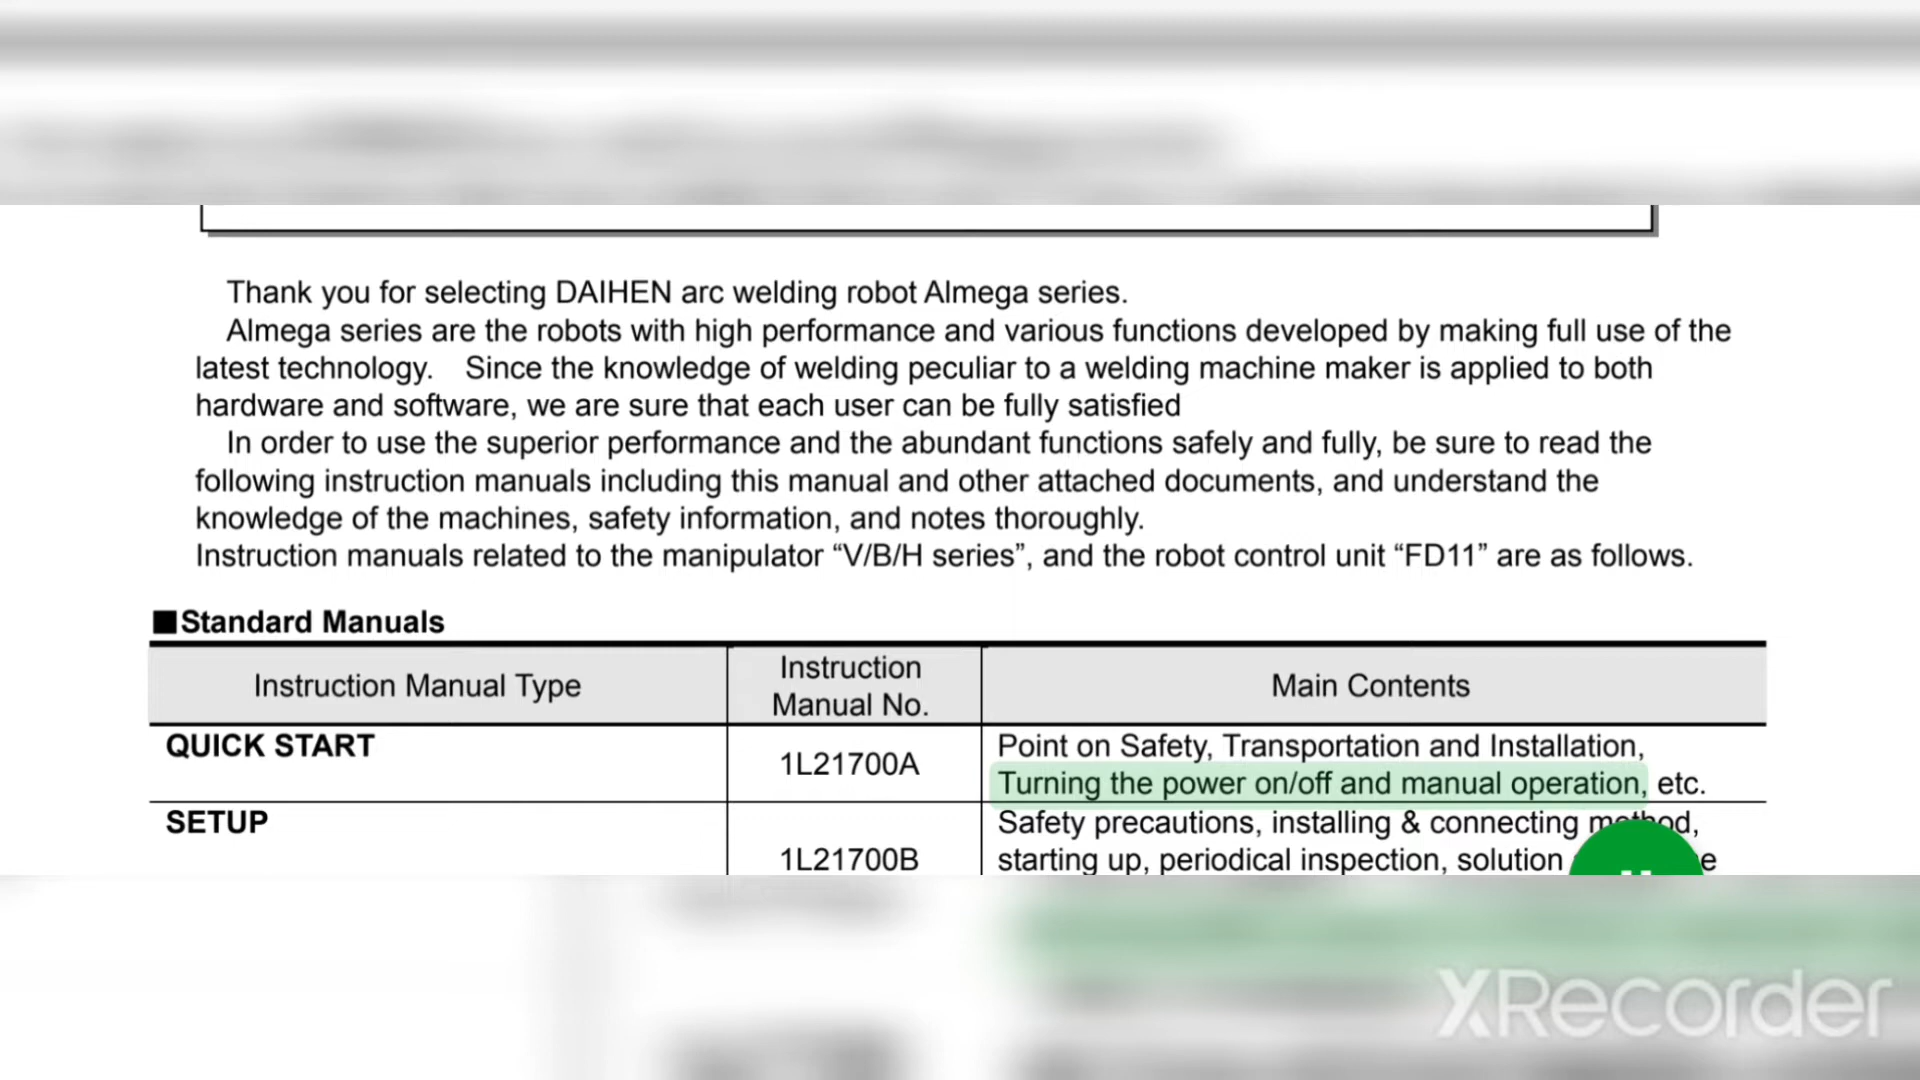 Thank you for selecting DAIHEN arc welding robot Almega series.
Almega series are the robots with high performance and various functions developed by making full use of the
latest technology. Since the knowledge of welding peculiar to a welding machine maker is applied to both
hardware and software, we are sure that each user can be fully satisfied
In order to use the superior performance and the abundant functions safely and fully, be sure to read the
following instruction manuals including this manual and other attached documents, and understand the
knowledge of the machines, safety information, and notes thoroughly.
Instruction manuals related to the manipulator “V/B/H series”, and the robot control unit “FD11” are as follows.
■Standard Manuals
Instruction Manual Type
Instruction
Manual No.
Main Contents
QUICK START
1L21700A
Point on Safety, Transportation and Installation,
Turning the power on/off and manual operation, etc.
SETUP
1L21700B
Safety precautions, installing & connecting method,
starting up, periodical inspection, solution
XRecorder